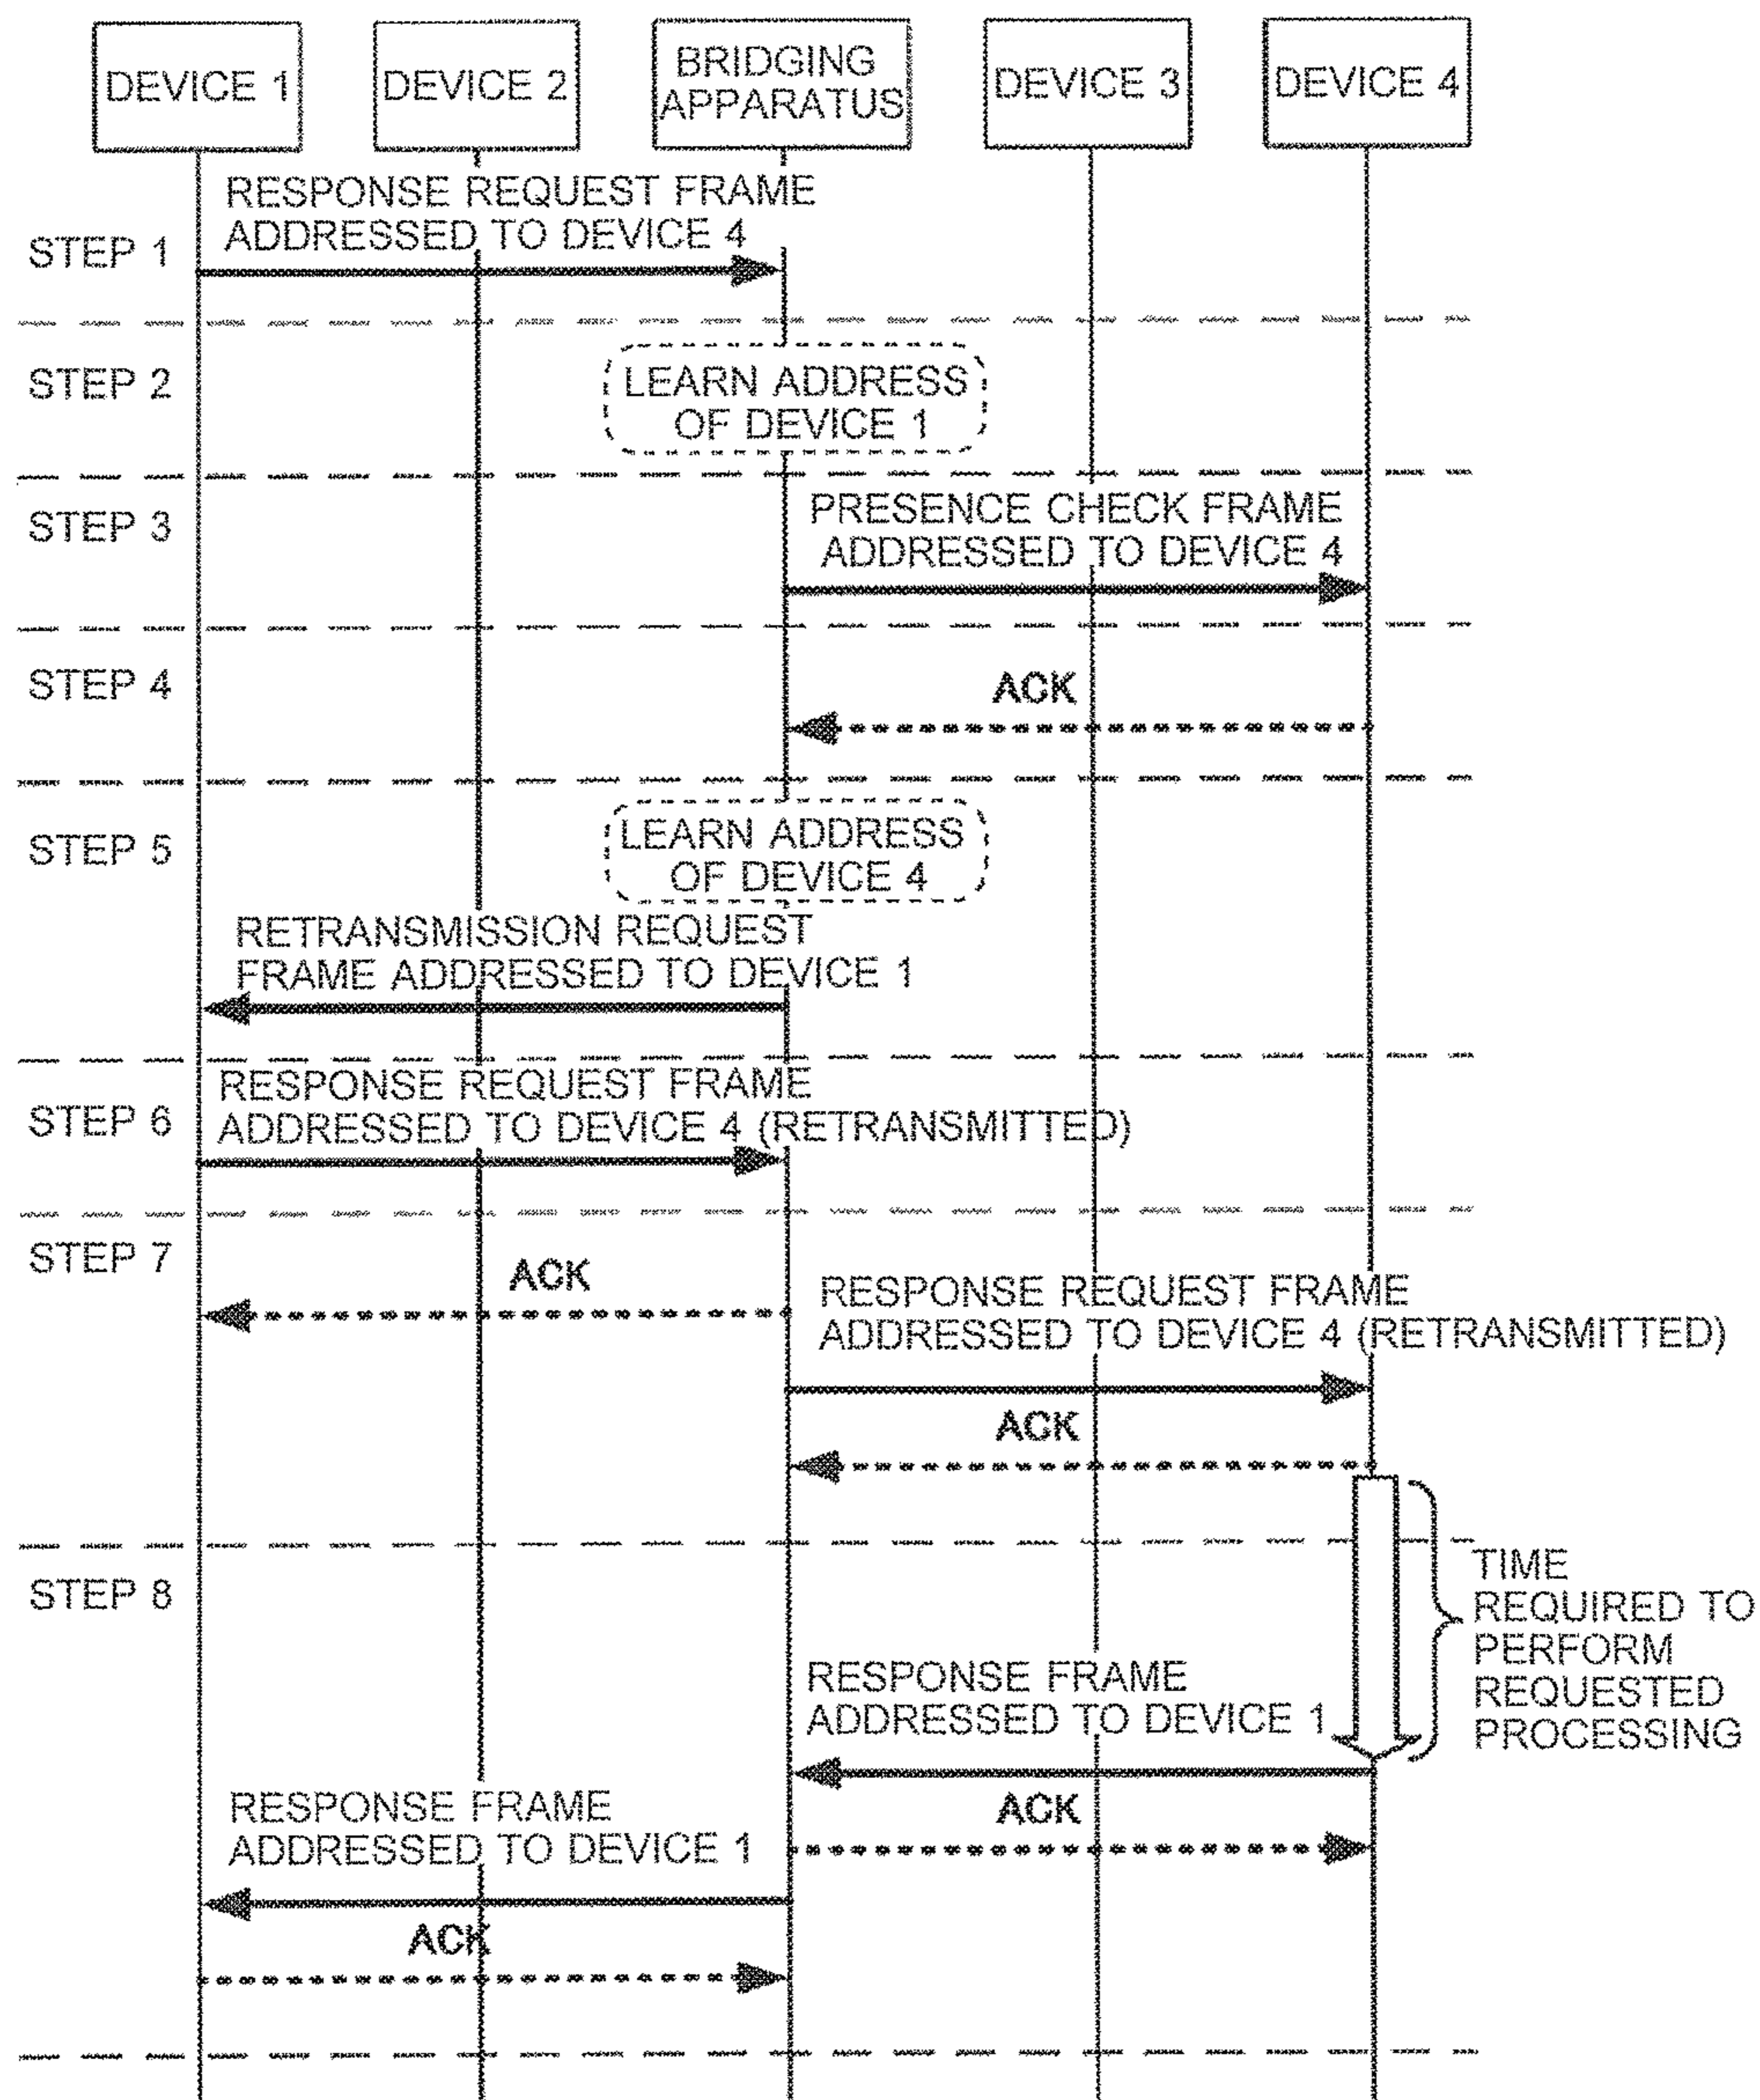 DEVICE 1
DEVICE 2
BRIDGING
APPARATUS
DEVICE 3
DEVICE 4
RESPONSE REQUEST FRAME
ADDRESSED TO DEVICE 4
STEP 1
STEP 2
LEARN ADDRESS
OF DEVICE 1
STEP 3
PRESENCE CHECK FRAME
ADDRESSED TO DEVICE 4
STEP 4
ACK
STEP 5
LEARN ADDRESS
OF DEVICE 4
RETRANSMISSION REQUEST
FRAME ADDRESSED TO DEVICE 1
STEP 6
RESPONSE REQUEST FRAME
ADDRESSED TO DEVICE 4 (RETRANSMITTED)
STEP 7
ACK
RESPONSE REQUEST FRAME
ADDRESSED TO DEVICE 4 (RETRANSMITTED)
ACK
STEP 8
TIME
REQUIRED TO
PERFORM
REQUESTED
PROCESSING
RESPONSE FRAME
ADDRESSED TO DEVICE 1
ACK
RESPONSE FRAME
ADDRESSED TO DEVICE 1
ACK